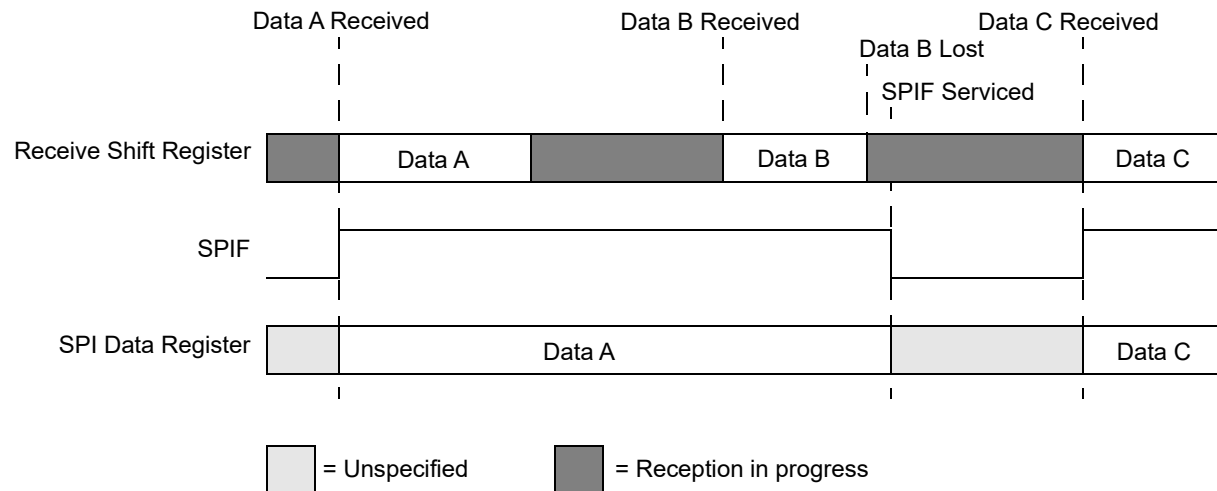 Data A Received
Data B Received
Data C Received
Data B Lost
SPIF Serviced
Receive Shift Register
Data A
Data B
Data C
SPIF
SPI Data Register
Data A
Data C
= Unspecified
= Reception in progress